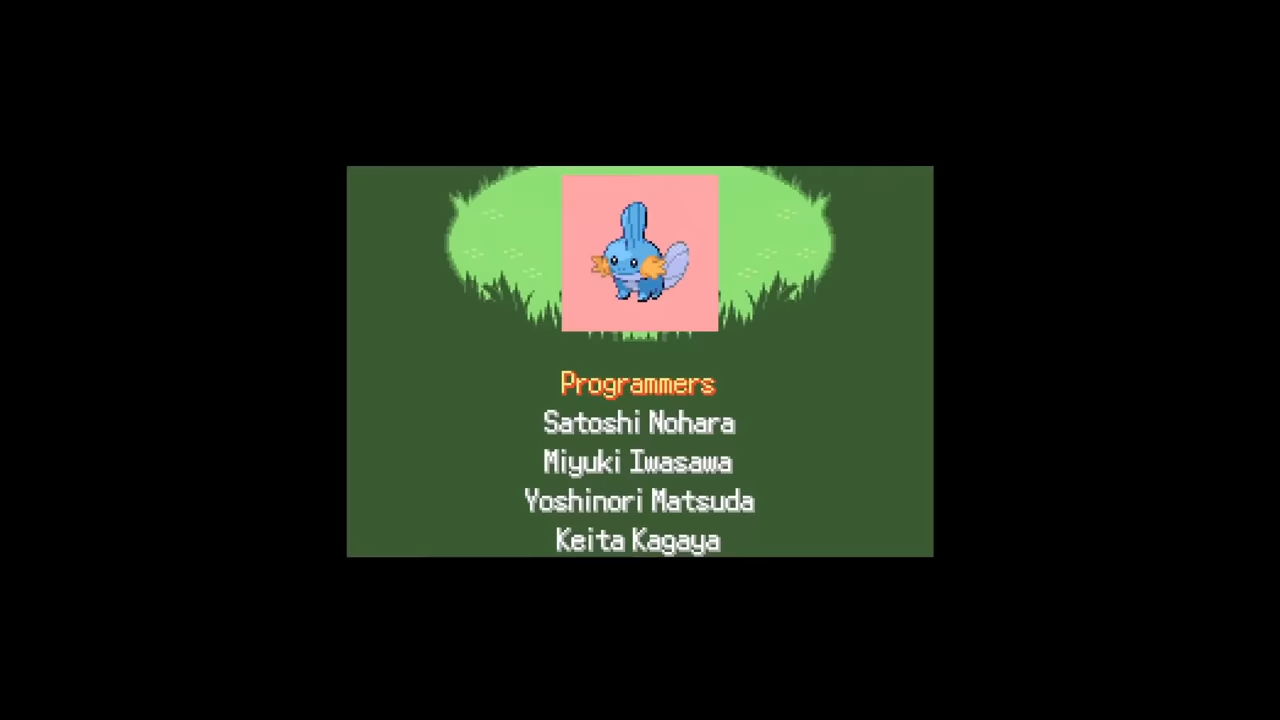 Programmers
Satoshi Nohara
Miyuki Iwasawa
Yoshinori Matsuda
Keita Kagaya